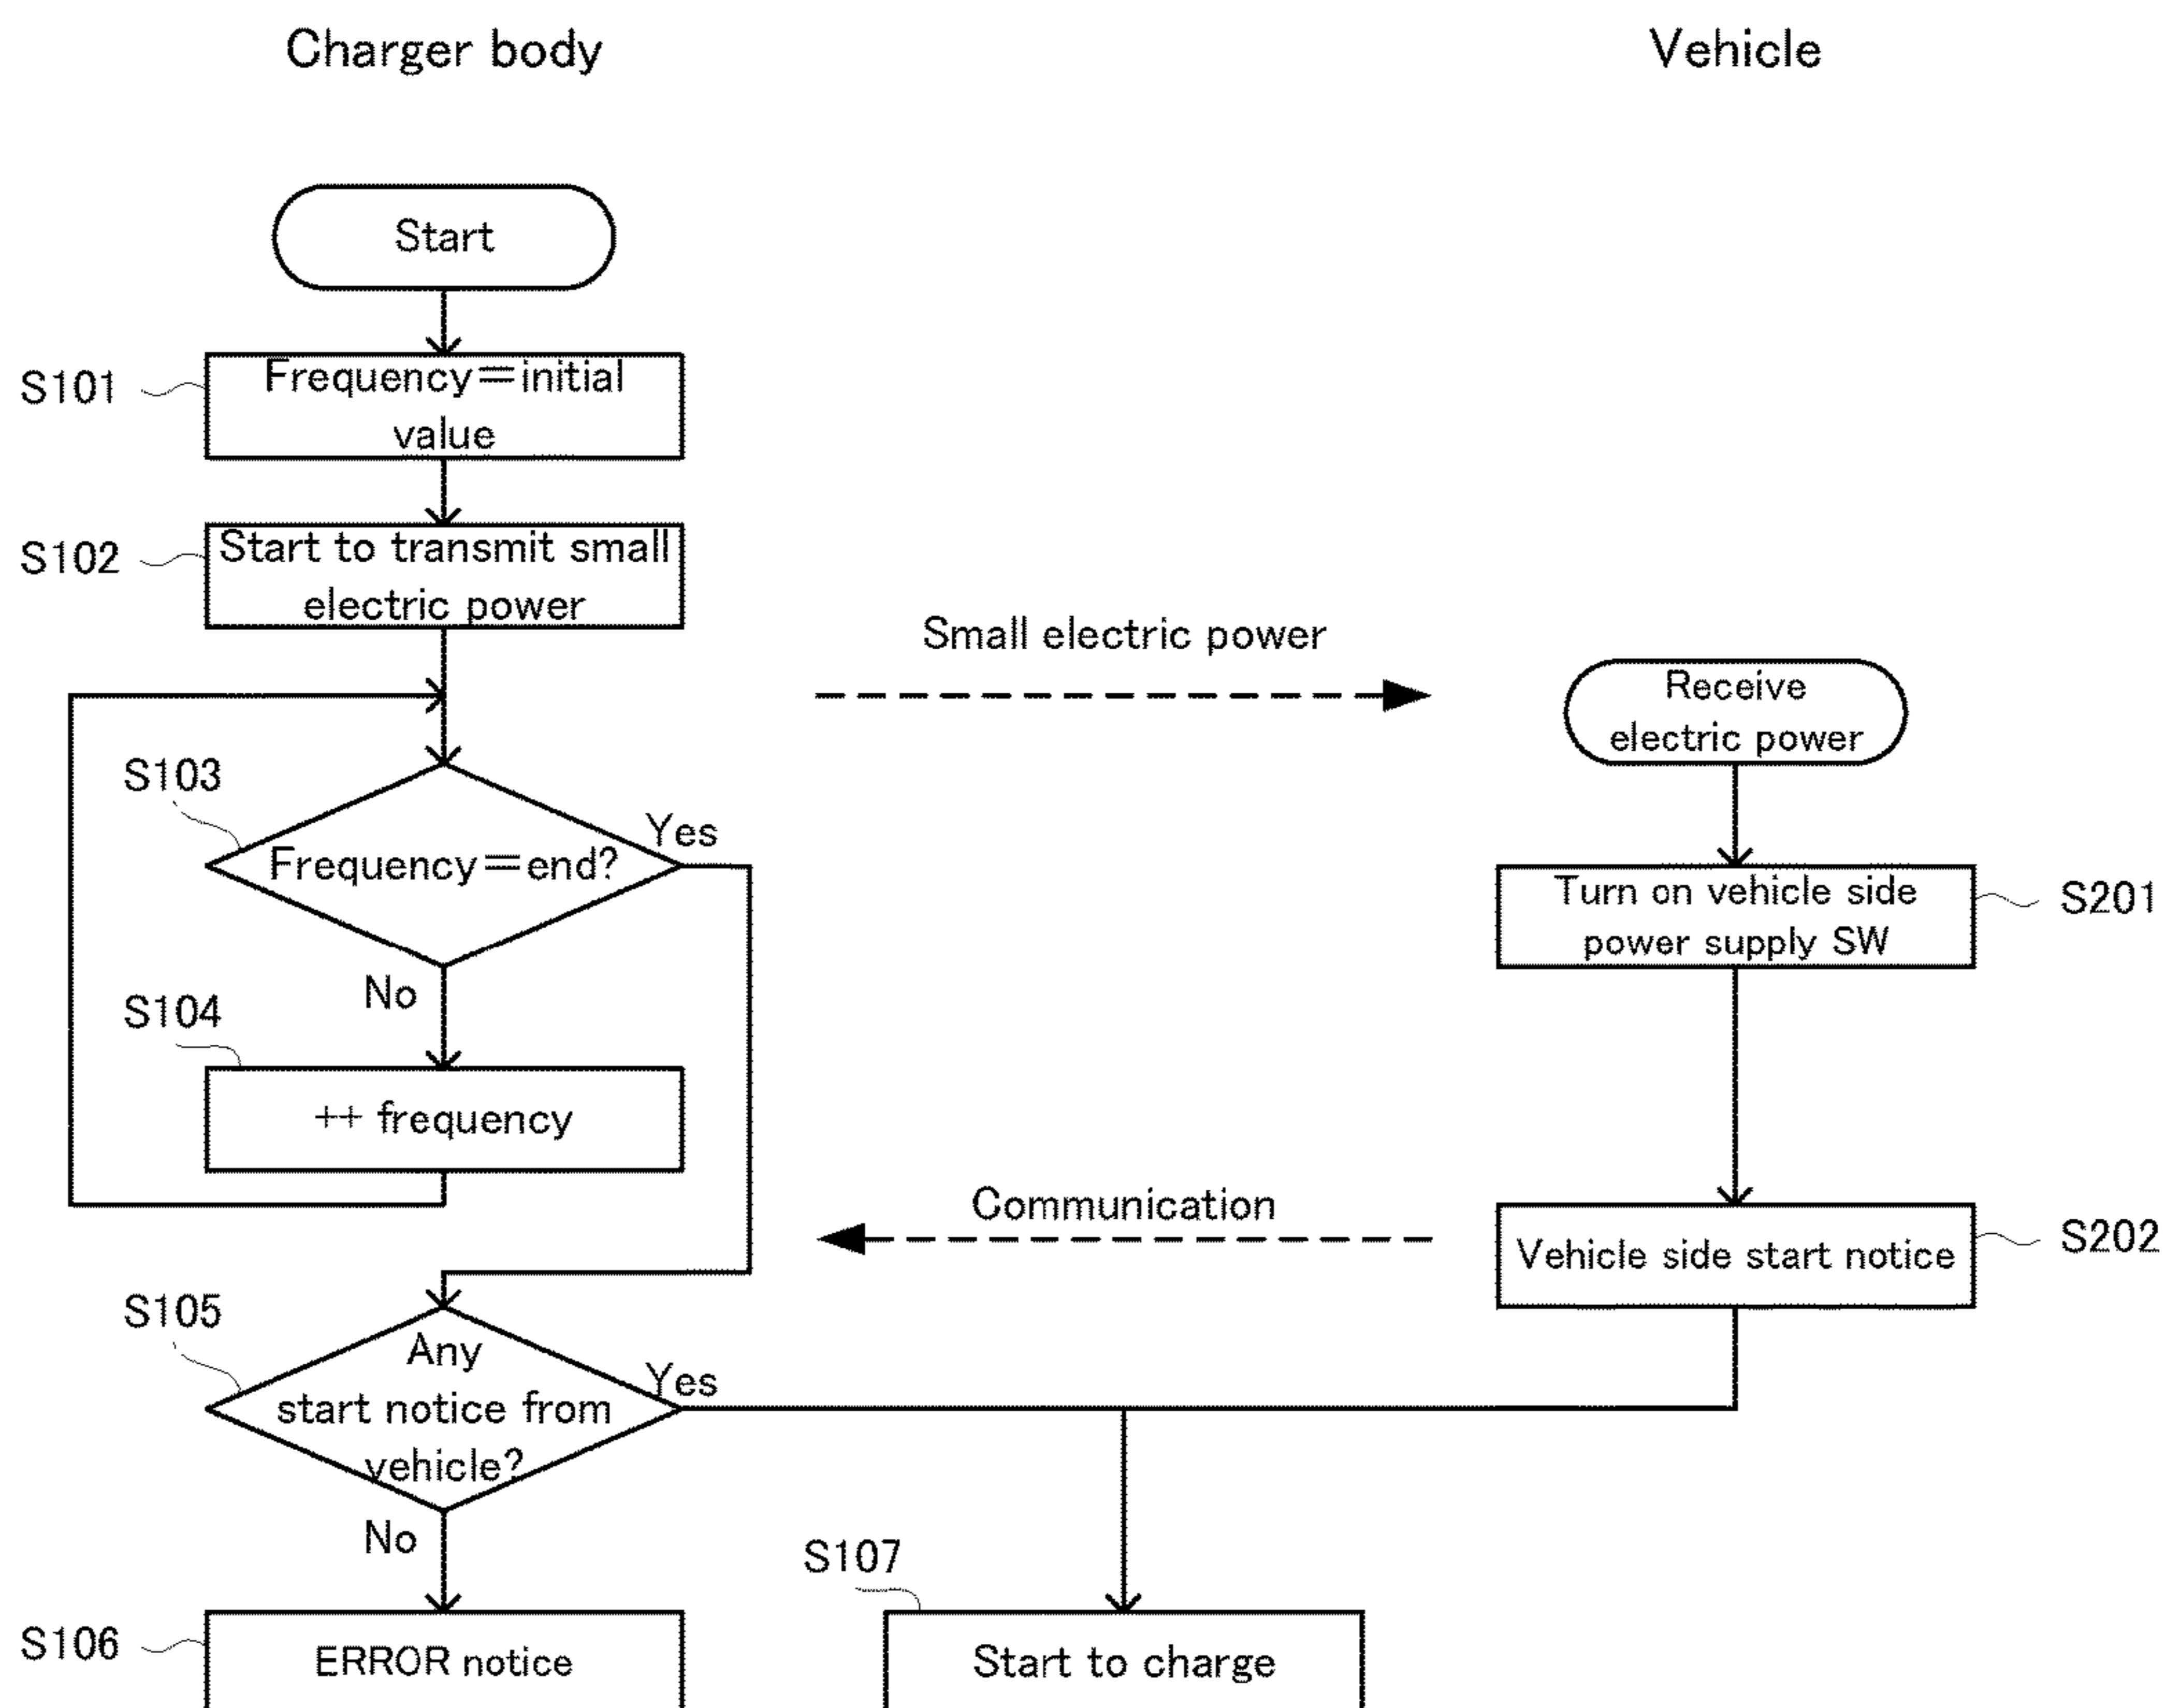 Charger body
Vehicle
Start
S101
Frequency=initial
value
S102
Start to transmit small
electric power
Small electric power
Receive
electric power
S103
Yes
Frequency=end?
Turn on vehicle side
power supply SW
S201
No
S104
++ frequency
Communication
Vehicle side start notice
S202
S105
Any
start notice from
vehicle?
Yes
No
S107
S106
ERROR notice
Start to charge